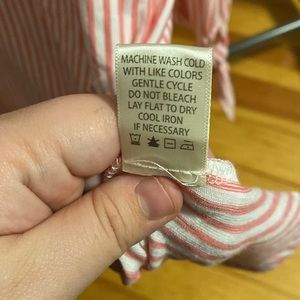 MACHINE WASH COLD
WITH LIKE COLORS
GENTLE CYCLE
DO NOT BLEACH
LAY FLAT TO DRY
COOL IRON
IF NECESSARY